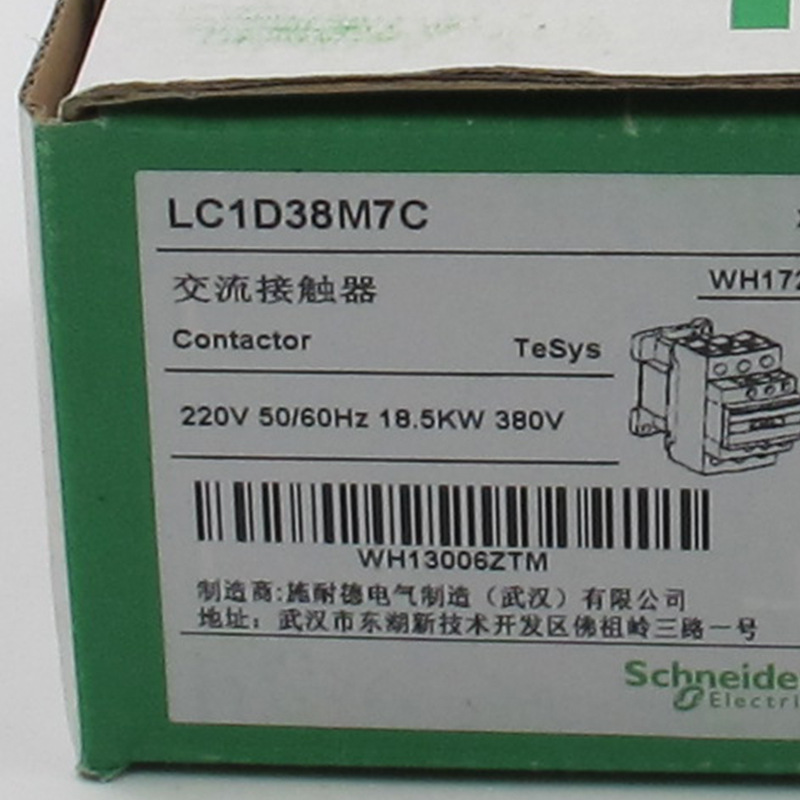 LC1D38M7C
交流接触器
WH172
Contactor TeSys
220V 50/60Hz 18.5KW 380V
WH13006ZTM
制造商:施耐德电气制造（武汉）有限公司
地址：武汉市东湖新技术开发区佛祖岭三路一号
Schneide
Electri